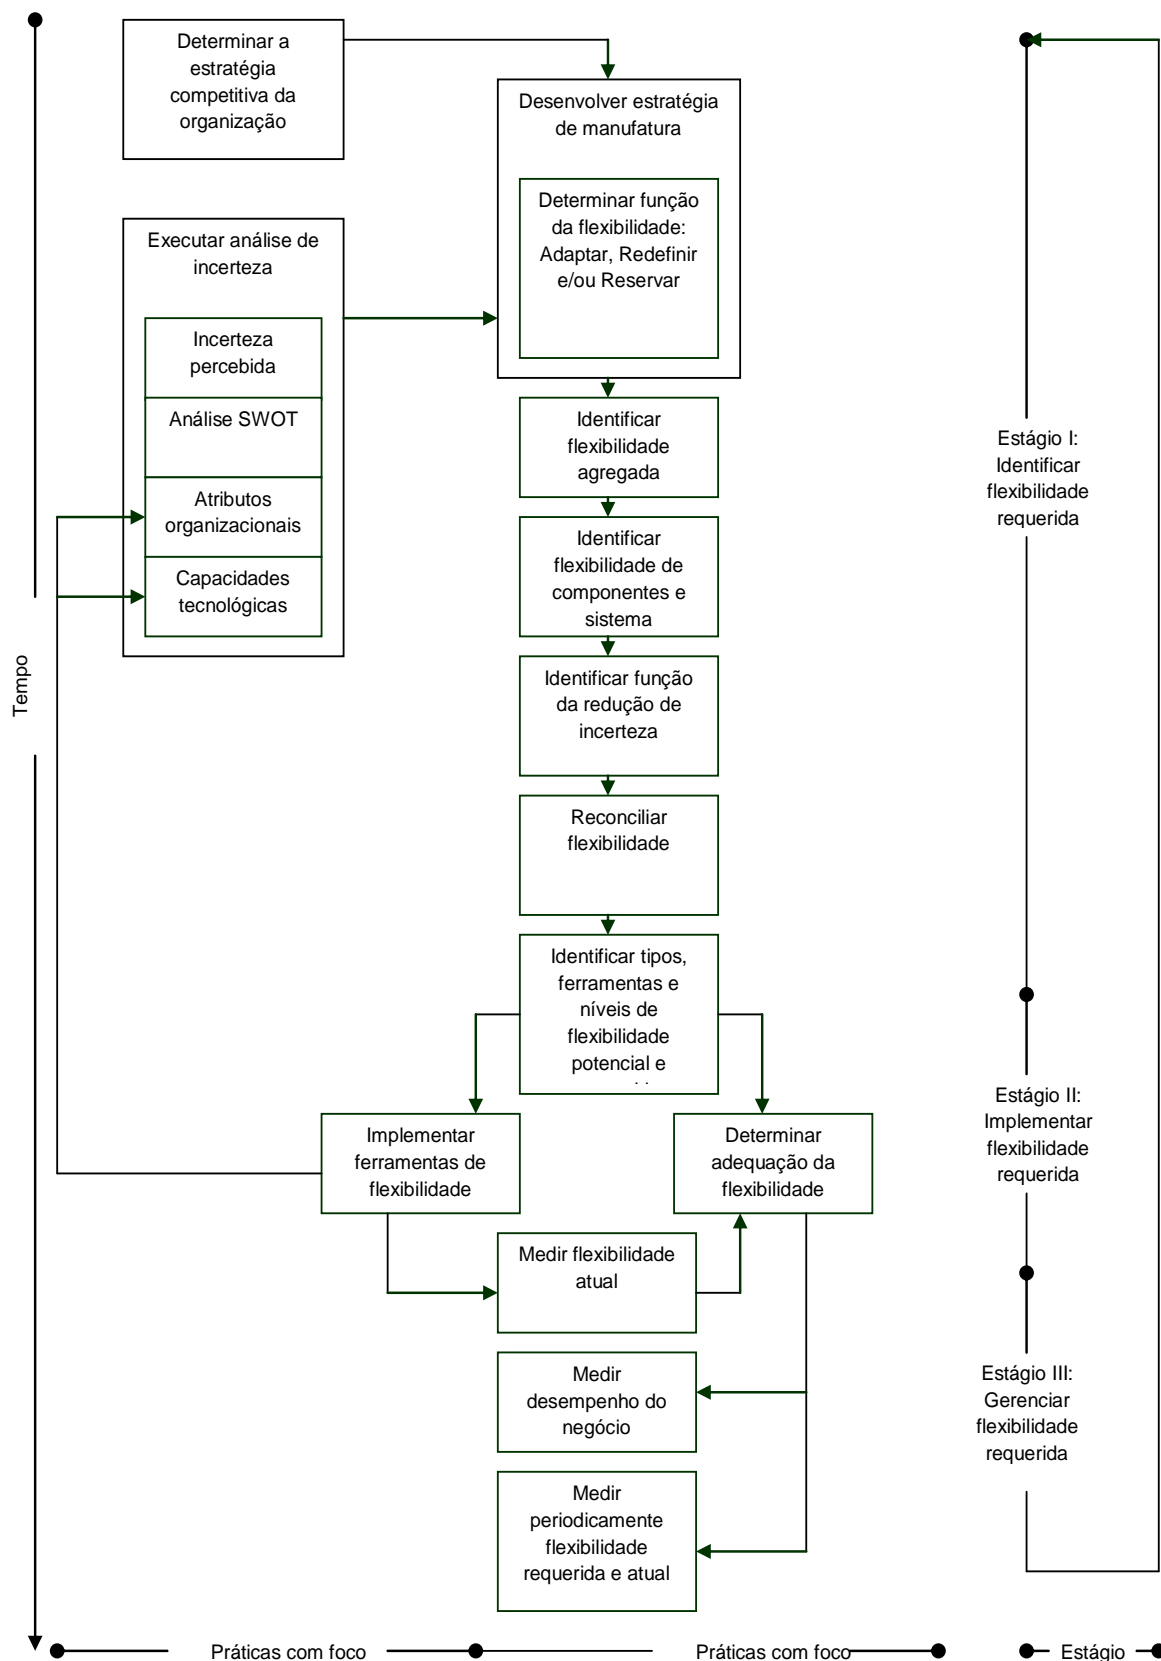 Determinar a
estratégia
competitiva da
organização
Desenvolver estratégia
de manufatura
Determinar função
da flexibilidade:
Adaptar, Redefinir
e/ou Reservar
Executar análise de
incerteza
Incerteza
percebida
Análise SWOT
Atributos
organizacionais
Capacidades
tecnológicas
Identificar
flexibilidade
agregada
Identificar
flexibilidade de
componentes e
sistema
Identificar função
da redução de
incerteza
Reconciliar
flexibilidade
Identificar tipos,
ferramentas e
níveis de
flexibilidade
potencial e
Implementar
ferramentas de
flexibilidade
Determinar
adequação da
flexibilidade
Medir flexibilidade
atual
Medir
desempenho do
negócio
Medir
periodicamente
flexibilidade
requerida e atual
Tempo
Estágio I:
Identificar
flexibilidade
requerida
Estágio II:
Implementar
flexibilidade
requerida
Estágio III:
Gerenciar
flexibilidade
requerida
Práticas com foco
Práticas com foco
Estágio